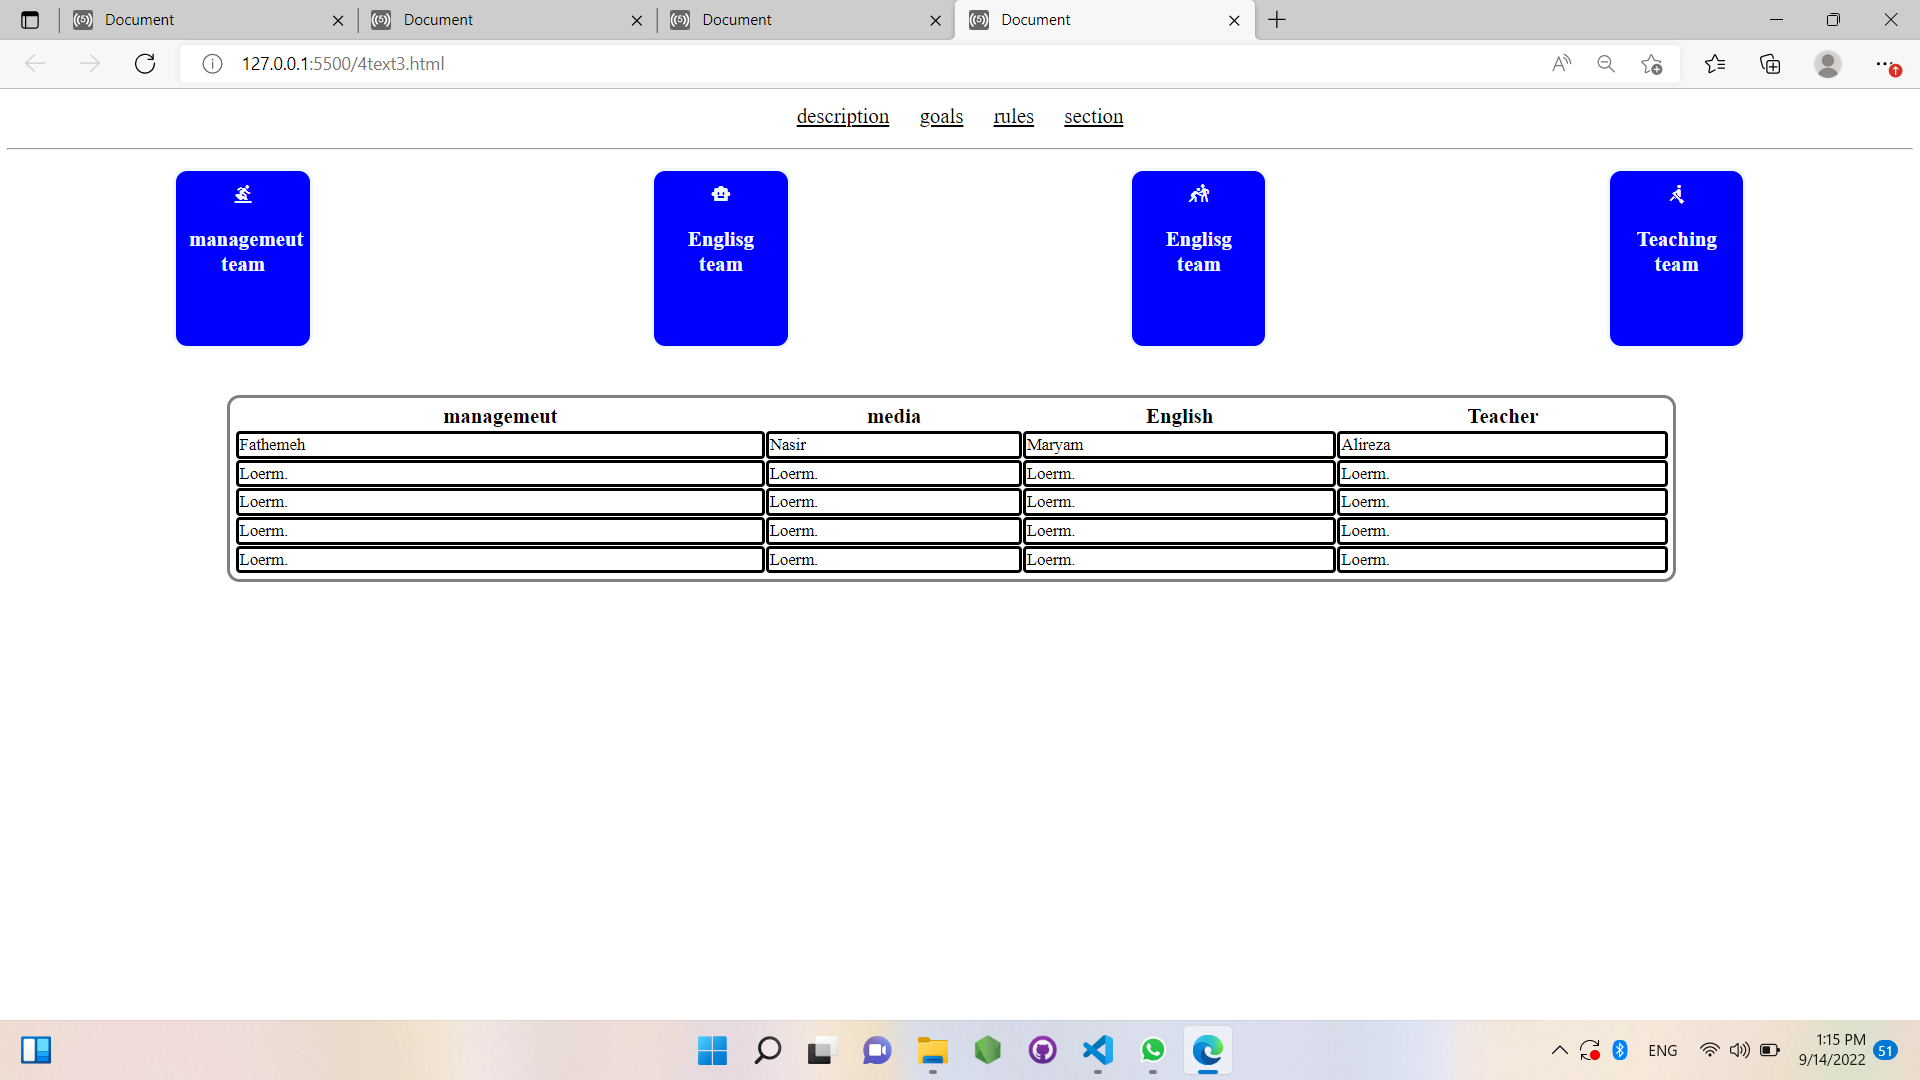 Document
Document
Document
Document
127.0.0.1:5500/4text3.html
description goals rules section
managemeut
team
Englisg
team
Englisg
team
Teaching
team
managemeut media English Teacher
Fathemeh Nasir Maryam Alireza
Loerm. Loerm. Loerm. Loerm.
Loerm. Loerm. Loerm. Loerm.
Loerm. Loerm. Loerm. Loerm.
Loerm. Loerm. Loerm. Loerm.
ENG
1:15 PM
9/14/2022
51